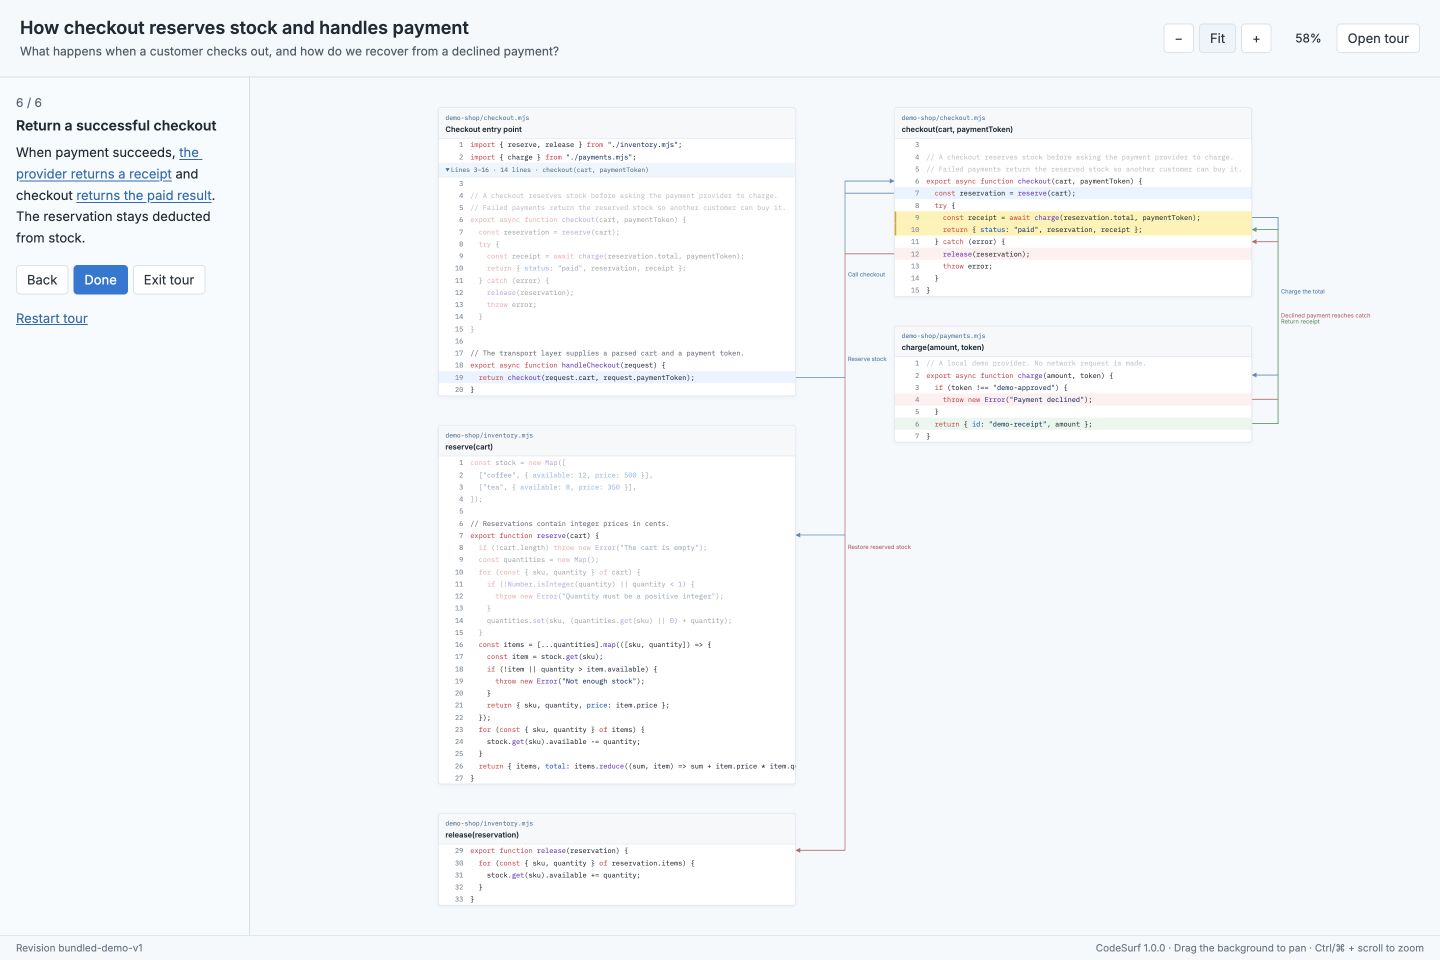 How checkout reserves stock and handles payment
What happens when a customer checks out, and how do we recover from a declined payment?
−
Fit
+
58%
Open tour
6 / 6
Return a successful checkout
When payment succeeds, the
provider returns a receipt and
checkout returns the paid result.
The reservation stays deducted
from stock.
Back
Done
Exit tour
Restart tour
demo-shop/checkout.mjs
Checkout entry point
1 import { reserve, release } from "./inventory.mjs";
2 import { charge } from "./payments.mjs";
▼Lines 3–16 · 14 lines · checkout(cart, paymentToken)
3
4 // A checkout reserves stock before asking the payment provider to charge.
5 // Failed payments return the reserved stock so another customer can buy it.
6 export async function checkout(cart, paymentToken) {
7 const reservation = reserve(cart);
8 try {
9 const receipt = await charge(reservation.total, paymentToken);
10 return { status: "paid", reservation, receipt };
11 } catch (error) {
12 release(reservation);
13 throw error;
14 }
15 }
16
17 // The transport layer supplies a parsed cart and a payment token.
18 export async function handleCheckout(request) {
19 return checkout(request.cart, request.paymentToken);
20 }
demo-shop/inventory.mjs
reserve(cart)
1 const stock = new Map([
2 ["coffee", { available: 12, price: 500 }],
3 ["tea", { available: 8, price: 350 }],
4 ]);
5
6 // Reservations contain integer prices in cents.
7 export function reserve(cart) {
8 if (!cart.length) throw new Error("The cart is empty");
9 const quantities = new Map();
10 for (const { sku, quantity } of cart) {
11 if (!Number.isInteger(quantity) || quantity < 1) {
12 throw new Error("Quantity must be a positive integer");
13 }
14 quantities.set(sku, (quantities.get(sku) || 0) + quantity);
15 }
16 const items = [...quantities].map(([sku, quantity]) => {
17 const item = stock.get(sku);
18 if (!item || quantity > item.available) {
19 throw new Error("Not enough stock");
20 }
21 return { sku, quantity, price: item.price };
22 });
23 for (const { sku, quantity } of items) {
24 stock.get(sku).available -= quantity;
25 }
26 return { items, total: items.reduce((sum, item) => sum + item.price * item.q
27 }
demo-shop/inventory.mjs
release(reservation)
29 export function release(reservation) {
30 for (const { sku, quantity } of reservation.items) {
31 stock.get(sku).available += quantity;
32 }
33 }
Call checkout
Reserve stock
Restore reserved stock
demo-shop/checkout.mjs
checkout(cart, paymentToken)
3
4 // A checkout reserves stock before asking the payment provider to charge.
5 // Failed payments return the reserved stock so another customer can buy it.
6 export async function checkout(cart, paymentToken) {
7 const reservation = reserve(cart);
8 try {
9 const receipt = await charge(reservation.total, paymentToken);
10 return { status: "paid", reservation, receipt };
11 } catch (error) {
12 release(reservation);
13 throw error;
14 }
15 }
demo-shop/payments.mjs
charge(amount, token)
1 // A local demo provider. No network request is made.
2 export async function charge(amount, token) {
3 if (token !== "demo-approved") {
4 throw new Error("Payment declined");
5 }
6 return { id: "demo-receipt", amount };
7 }
Charge the total
Declined payment reaches catch
Return receipt
Revision bundled-demo-v1
CodeSurf 1.0.0 · Drag the background to pan · Ctrl/⌘ + scroll to zoom